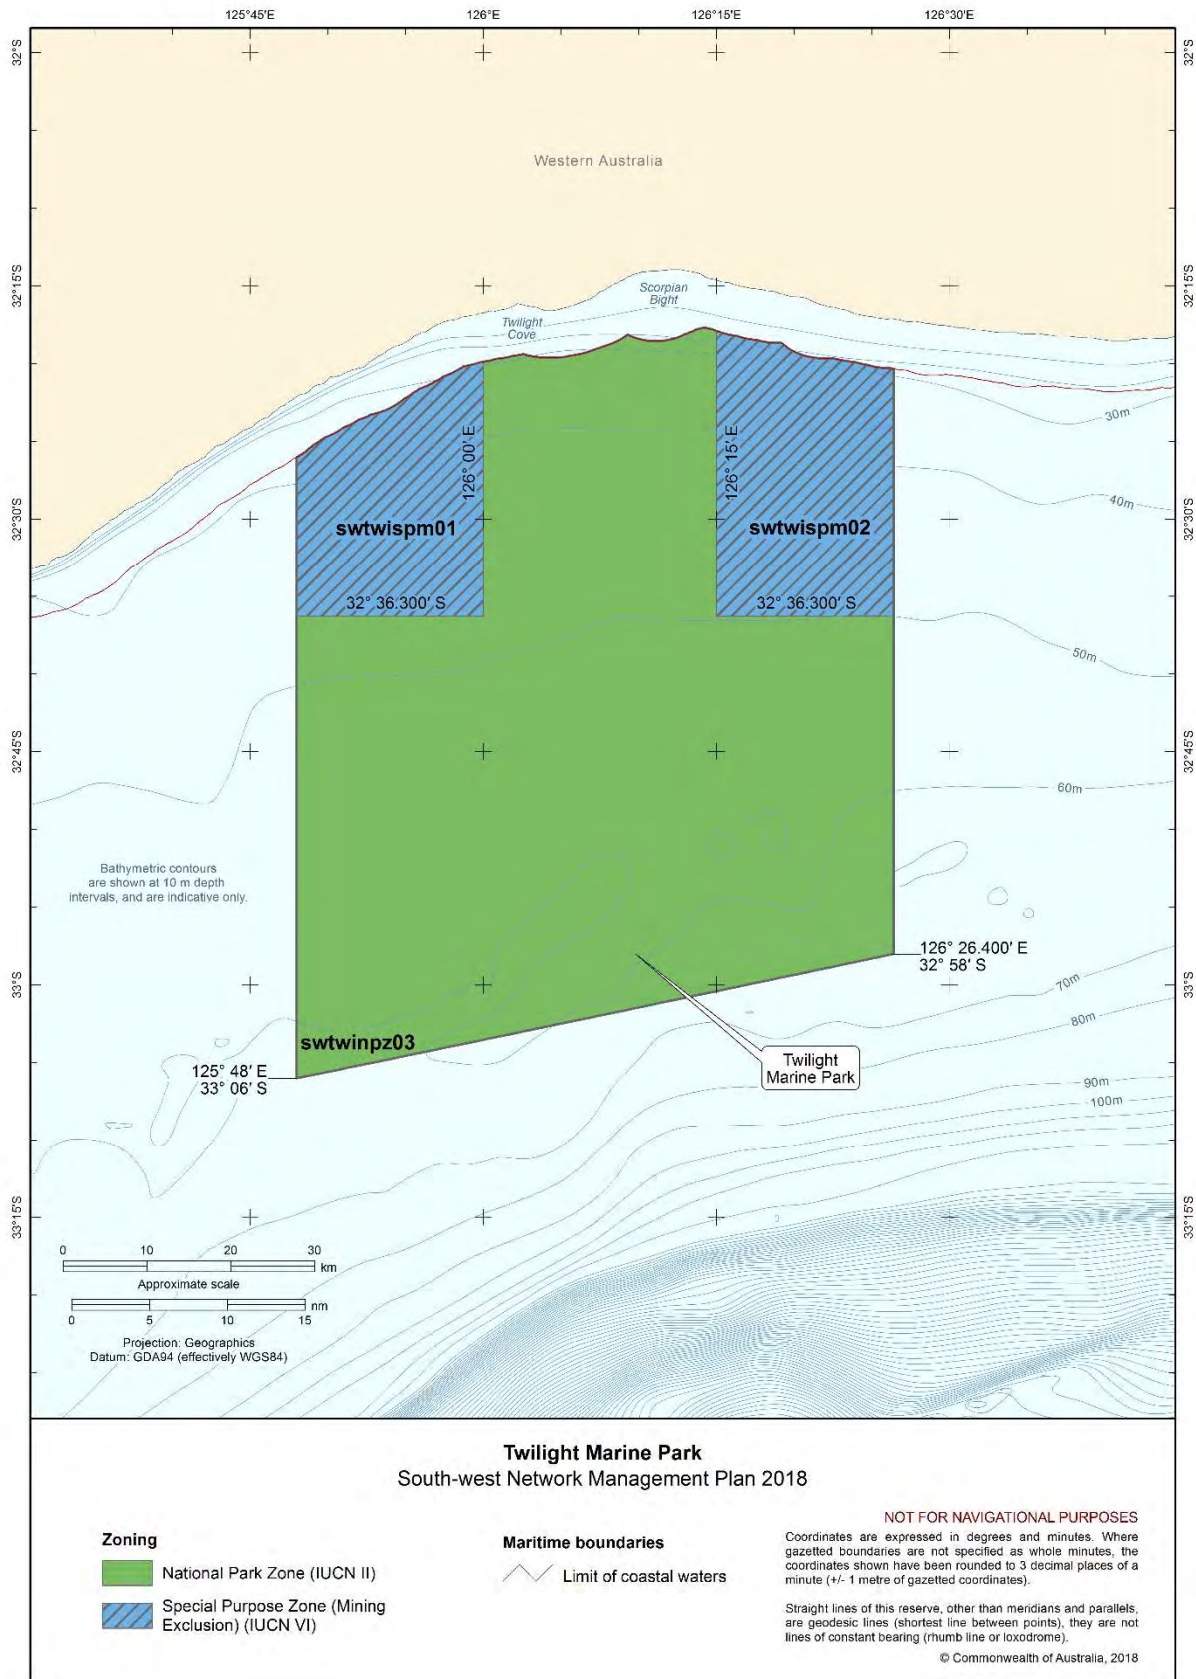 125°45'E
126°E
126°15'E
126°30'E
32°S
32°S
Western Australia
32°15'S
32°15'S
Scorpian
Bight
Twilight
Cove
30m
126° 00' E
126° 15' E
40m
32°30'S
32°30'S
swtwispm01
swtwispm02
32° 36.300' S
32° 36.300' S
50m
32°45'S
32°45'S
60m
Bathymetric contours
are shown at 10 m depth
intervals, and are indicative only.
126° 26.400' E
32° 58' S
33°S
33°S
70m
80m
swtwinpz03
125° 48' E
33° 06' S
Twilight
Marine Park
90m
100m
33°15'S
33°15'S
0 10 20 30
km
Approximate scale
nm
0 5 10 15
Projection: Geographics
Datum: GDA94 (effectively WGS84)
Twilight Marine Park
South-west Network Management Plan 2018
Zoning
National Park Zone (IUCN II)
Special Purpose Zone (Mining
Exclusion) (IUCN VI)
Maritime boundaries
Limit of coastal waters
NOT FOR NAVIGATIONAL PURPOSES
Coordinates are expressed in degrees and minutes. Where
gazetted boundaries are not specified as whole minutes, the
coordinates shown have been rounded to 3 decimal places of a
minute (+/- 1 metre of gazetted coordinates).
Straight lines of this reserve, other than meridians and parallels,
are geodesic lines (shortest line between points), they are not
lines of constant bearing (rhumb line or loxodrome).
© Commonwealth of Australia, 2018